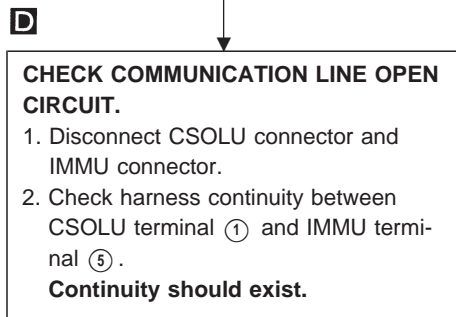 D
CHECK COMMUNICATION LINE OPEN
CIRCUIT.
1. Disconnect CSOLU connector and
IMMU connector.
2. Check harness continuity between
CSOLU terminal ① and IMMU termi-
nal ⑤ .
Continuity should exist.